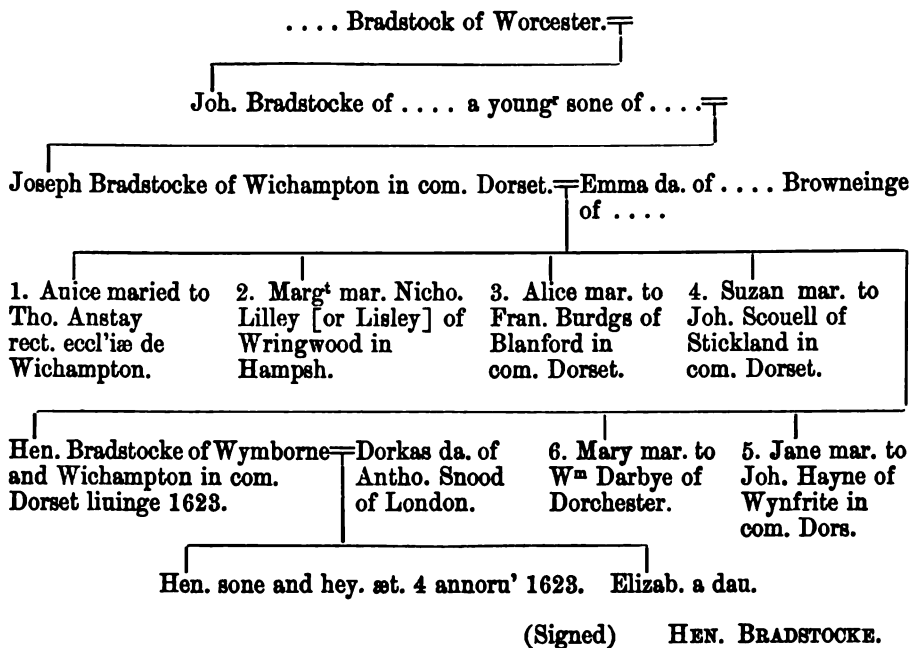 . . . . Bradstock of Worcester.
Joh. Bradstocke of . . . . a youngʳ sone of . . . .
Joseph Bradstocke of Wichampton in com. Dorset. Emma da. of . . . . Browneinge
of . . . .
1. Anice maried to
Tho. Anstay
rect. eccl'iæ de
Wichampton.
2. Margᵗ mar. Nicho.
Lilley [or Lisley] of
Wringwood in
Hampsh.
3. Alice mar. to
Fran. Burdgs of
Blanford in
com. Dorset.
4. Suzan mar. to
Joh. Scouell of
Stickland in
com. Dorset.
Hen. Bradstocke of Wymborne
and Wichampton in com.
Dorset liuinge 1623.
Dorkas da. of
Antho. Snood
of London.
6. Mary mar. to
Wᵐ Darbye of
Dorchester.
5. Jane mar. to
Joh. Hayne of
Wynfrite in
com. Dors.
Hen. sone and hey. æt. 4 annoru' 1623. Elizab. a dau.
(Signed) HEN. BRADSTOCKE.